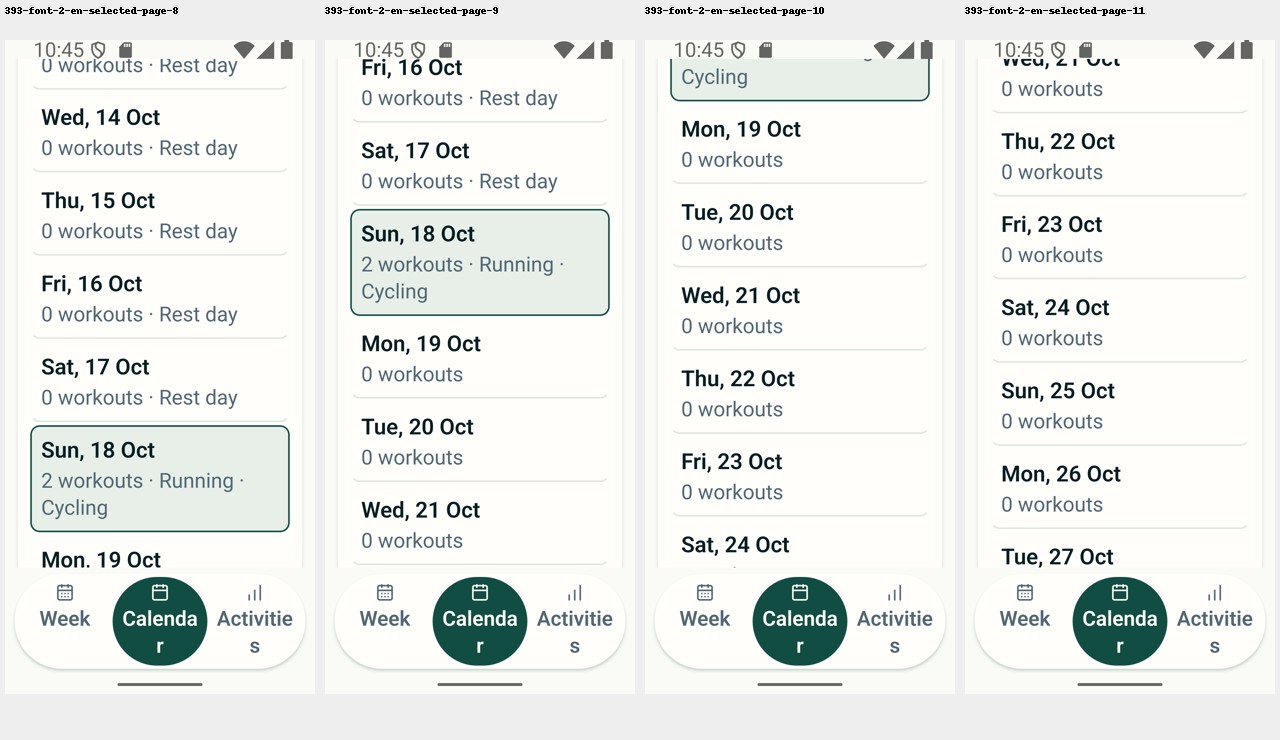 393-font-2-en-selected-page-8
10:45
0 workouts · Rest day
Wed, 14 Oct
0 workouts · Rest day
Thu, 15 Oct
0 workouts · Rest day
Fri, 16 Oct
0 workouts · Rest day
Sat, 17 Oct
0 workouts · Rest day
Sun, 18 Oct
2 workouts · Running ·
Cycling
Mon, 19 Oct
Week
Calenda
r
Activitie
s
393-font-2-en-selected-page-9
10:45
Fri, 16 Oct
0 workouts · Rest day
Sat, 17 Oct
0 workouts · Rest day
Sun, 18 Oct
2 workouts · Running ·
Cycling
Mon, 19 Oct
0 workouts
Tue, 20 Oct
0 workouts
Wed, 21 Oct
0 workouts
Week
Calenda
r
Activitie
s
393-font-2-en-selected-page-10
10:45
Cycling
Mon, 19 Oct
0 workouts
Tue, 20 Oct
0 workouts
Wed, 21 Oct
0 workouts
Thu, 22 Oct
0 workouts
Fri, 23 Oct
0 workouts
Sat, 24 Oct
Week
Calenda
r
Activitie
s
393-font-2-en-selected-page-11
10:45
Wed, 21 Oct
0 workouts
Thu, 22 Oct
0 workouts
Fri, 23 Oct
0 workouts
Sat, 24 Oct
0 workouts
Sun, 25 Oct
0 workouts
Mon, 26 Oct
0 workouts
Tue, 27 Oct
Week
Calenda
r
Activitie
s